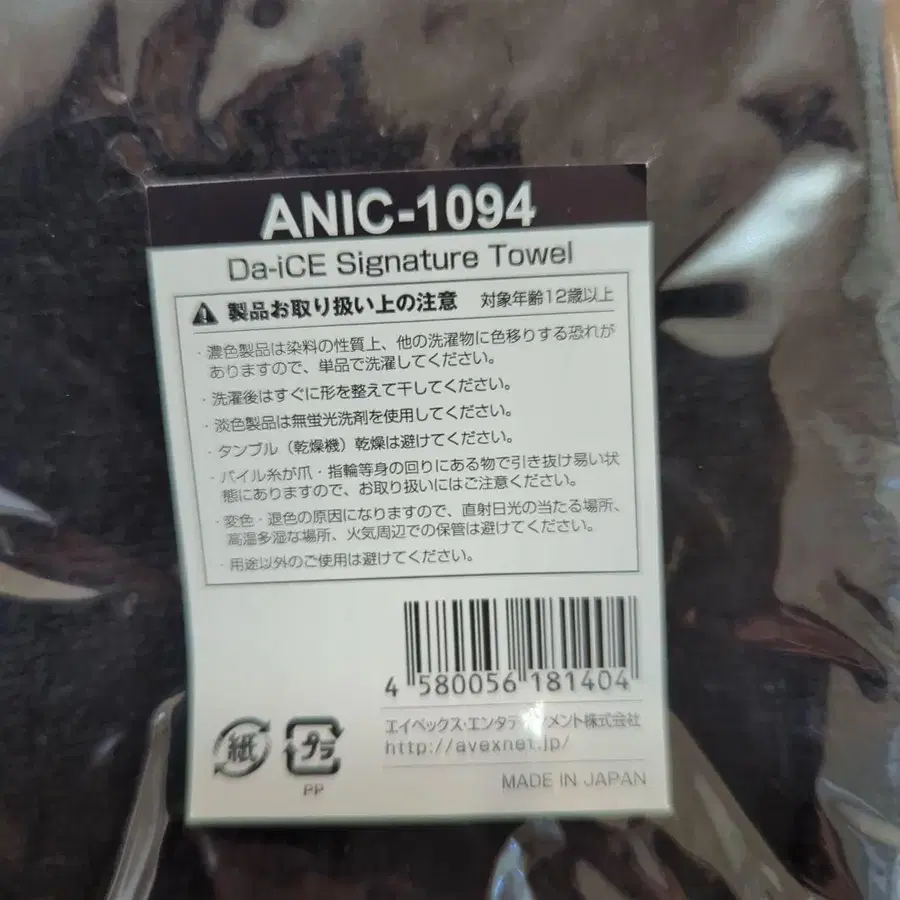 ANIC-1094
Da-iCE Signature Towel
製品お取り扱い上の注意 対象年齢12歳以上
・濃色製品は染料の性質上、他の洗濯物に色移りする恐れが
ありますので、単品で洗濯してください。
・洗濯後はすぐに形を整えて干してください。
・淡色製品は無蛍光洗剤を使用してください。
・タンブル（乾燥機）乾燥は避けてください。
・パイル糸が爪・指輪等身の回りにある物で引き抜け易い状
態にありますので、お取り扱いにはご注意ください。
・変色・退色の原因になりますので、直射日光の当たる場所、
高温多湿な場所、火気周辺での保管は避けてください。
・用途以外のご使用は避けてください。
4 580056 181404
エイベックス・エンタテインメント株式会社
http://avexnet.jp/
紙 プラ
PP
MADE IN JAPAN